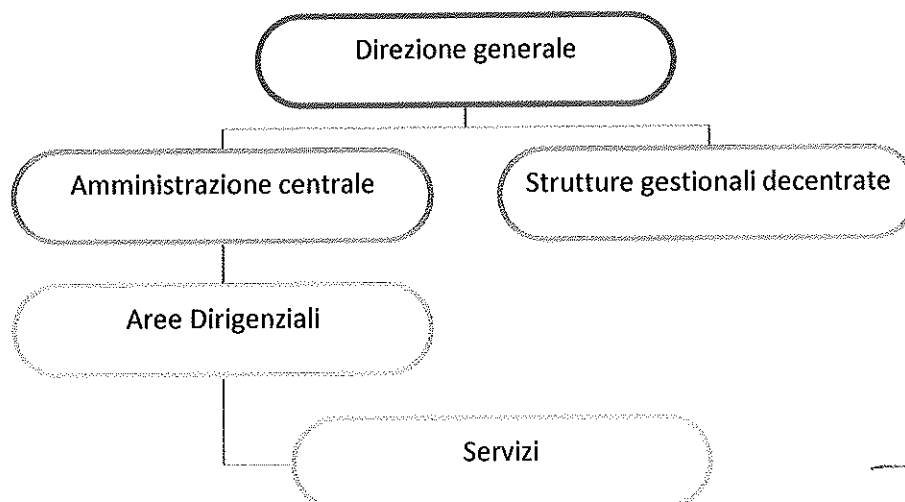 Direzione generale
Amministrazione centrale
Strutture gestionali decentrate
Aree Dirigenziali
Servizi